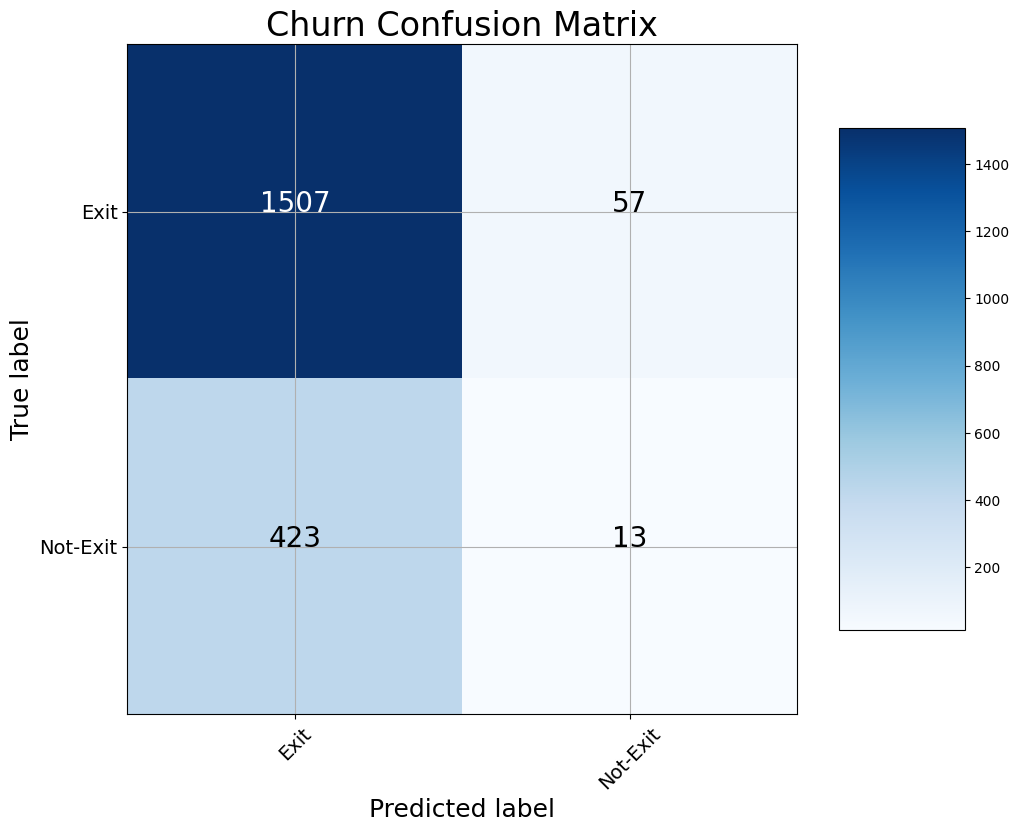 Churn Confusion Matrix
True label
Exit
Not-Exit
1507
57
423
13
Exit
Not-Exit
Predicted label
1400
1200
1000
800
600
400
200